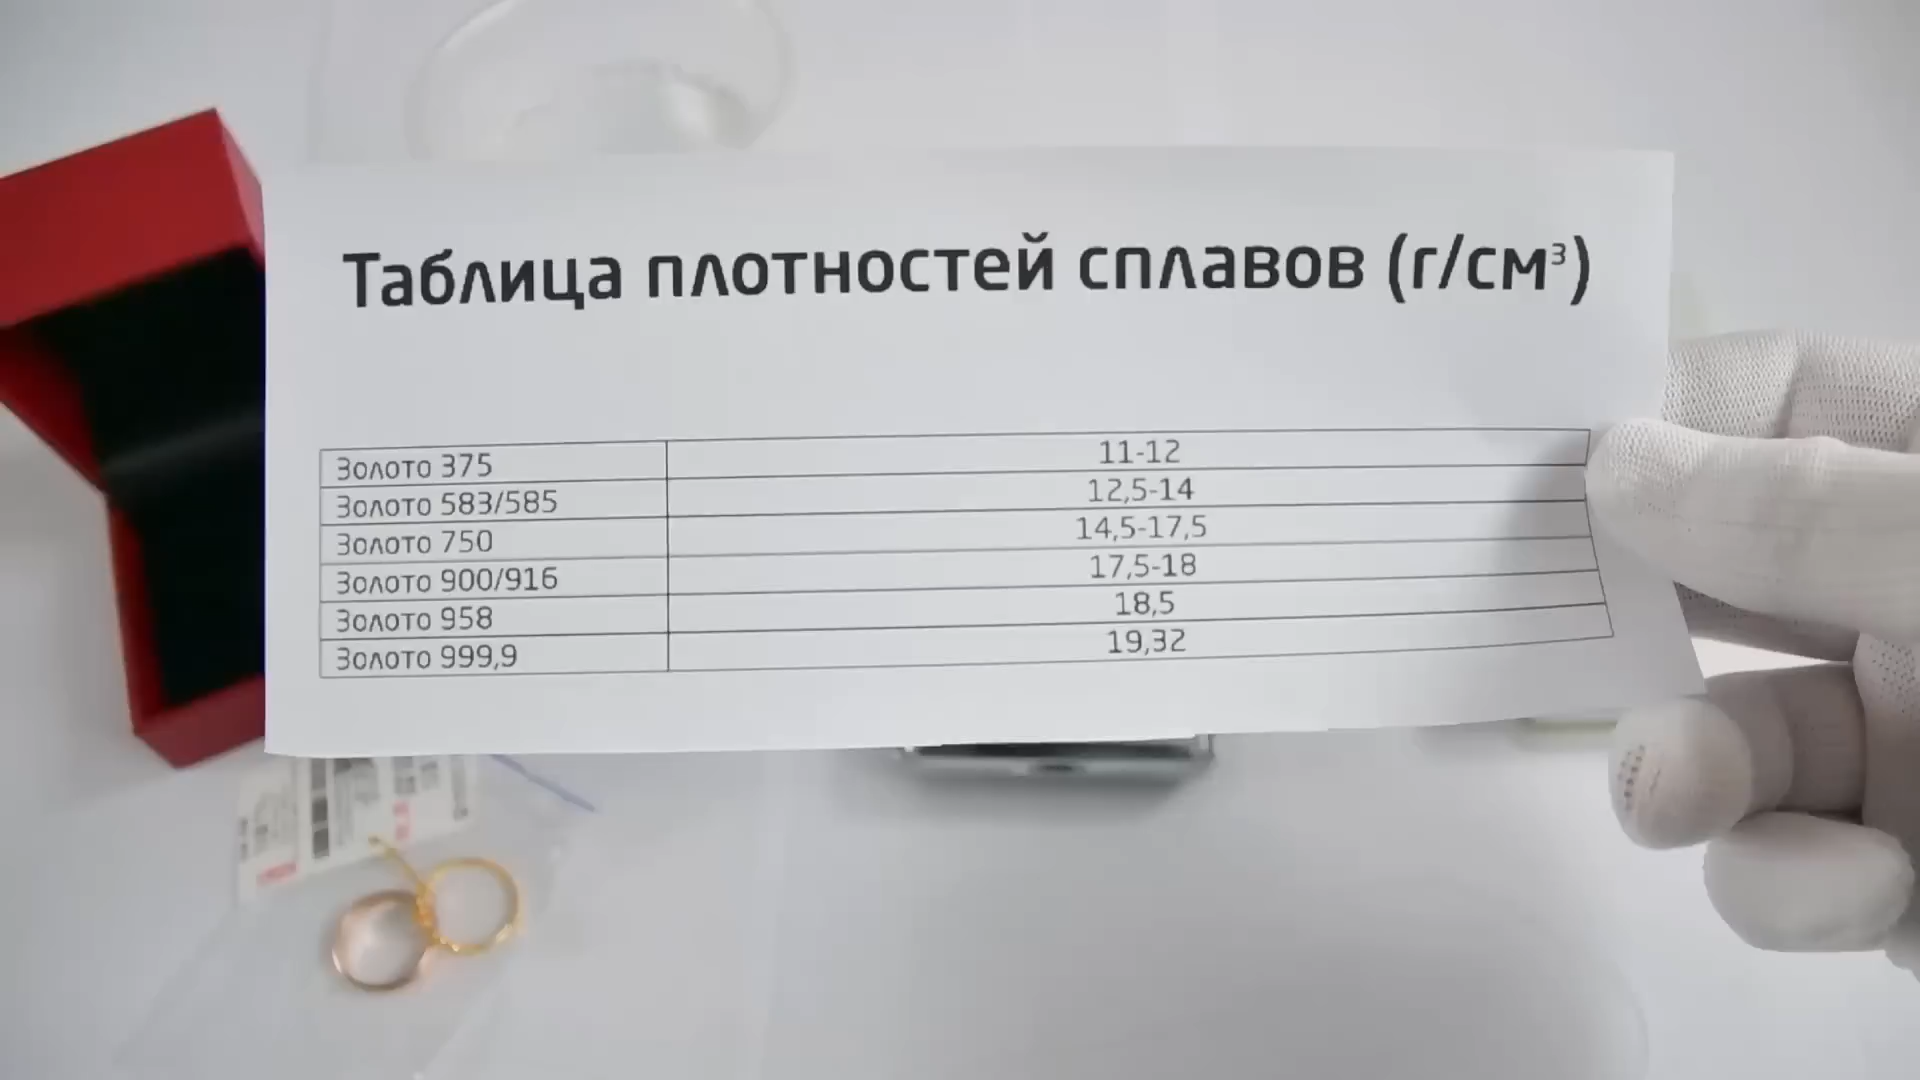 Таблица плотностей сплавов (г/см³)
Золото 375 11-12
Золото 583/585 12,5-14
Золото 750 14,5-17,5
Золото 900/916 17,5-18
Золото 958 18,5
Золото 999,9 19,32